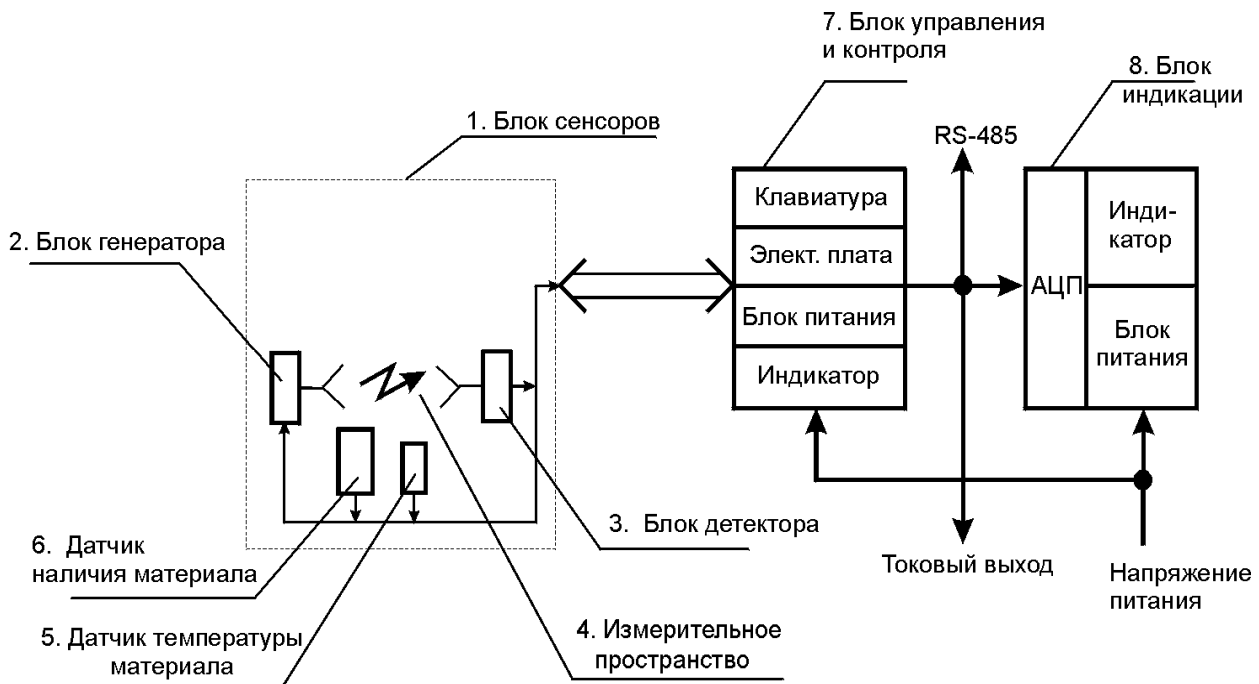 7. Блок управления
и контроля
8. Блок
индикации
1. Блок сенсоров
RS-485
2. Блок генератора
Клавиатура
Элект. плата
Блок питания
Индикатор
АЦП
Инди-
катор
Блок
питания
3. Блок детектора
6. Датчик
наличия материала
Токовый выход
Напряжение
питания
5. Датчик температуры
материала
4. Измерительное
пространство